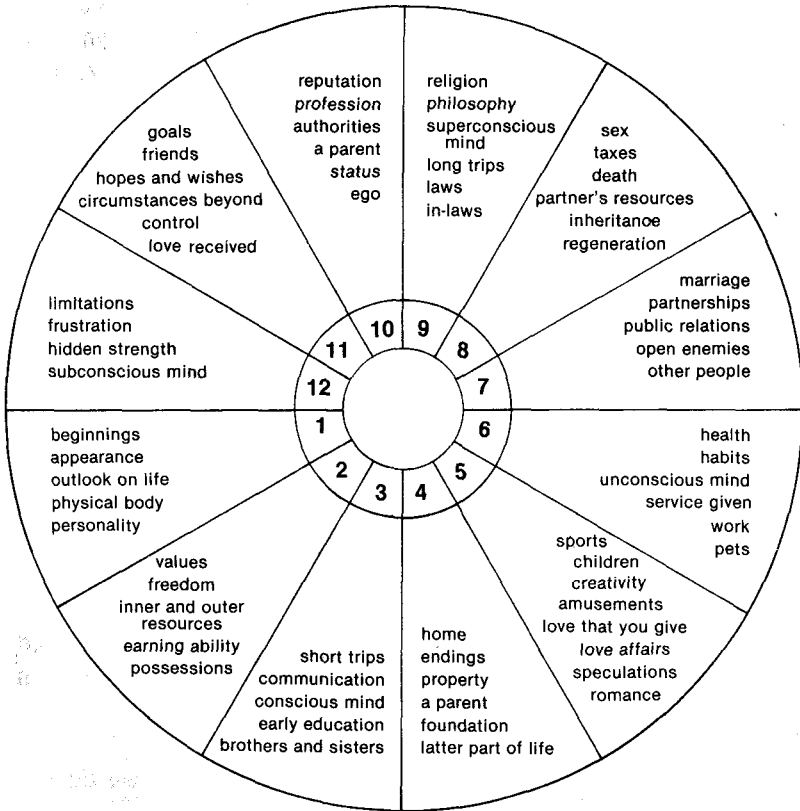 reputation
profession
authorities
a parent
status
ego
religion
philosophy
superconscious
mind
long trips
laws
in-laws
goals
friends
hopes and wishes
circumstances beyond
control
love received
sex
taxes
death
partner's resources
inheritance
regeneration
limitations
frustration
hidden strength
subconscious mind
marriage
partnerships
public relations
open enemies
other people
10
9
11
8
12
7
1
6
2
5
3
4
beginnings
appearance
outlook on life
physical body
personality
health
habits
unconscious mind
service given
work
pets
values
freedom
inner and outer
resources
earning ability
possessions
sports
children
creativity
amusements
love that you give
love affairs
speculations
romance
short trips
communication
conscious mind
early education
brothers and sisters
home
endings
property
a parent
foundation
latter part of life